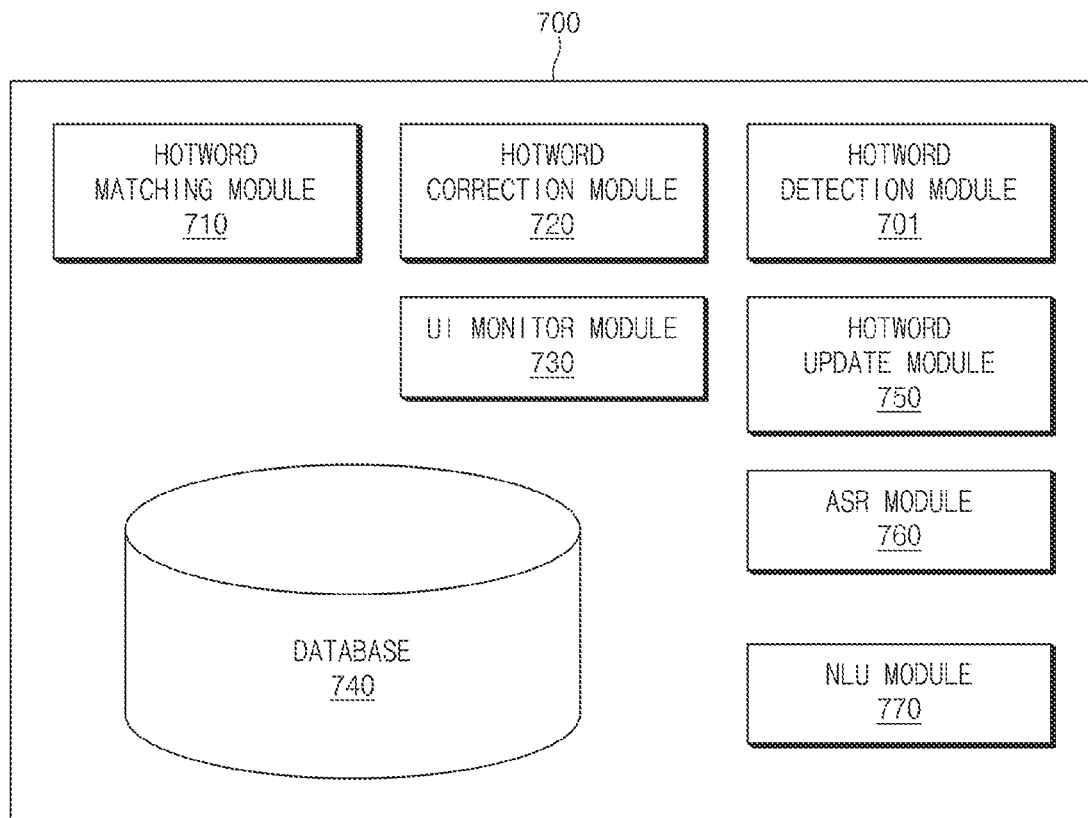 700
HOTWORD
MATCHING MODULE
710
HOTWORD
CORRECTION MODULE
720
HOTWORD
DETECTION MODULE
701
UI MONITOR MODULE
730
HOTWORD
UPDATE MODULE
750
ASR MODULE
760
DATABASE
740
NLU MODULE
770